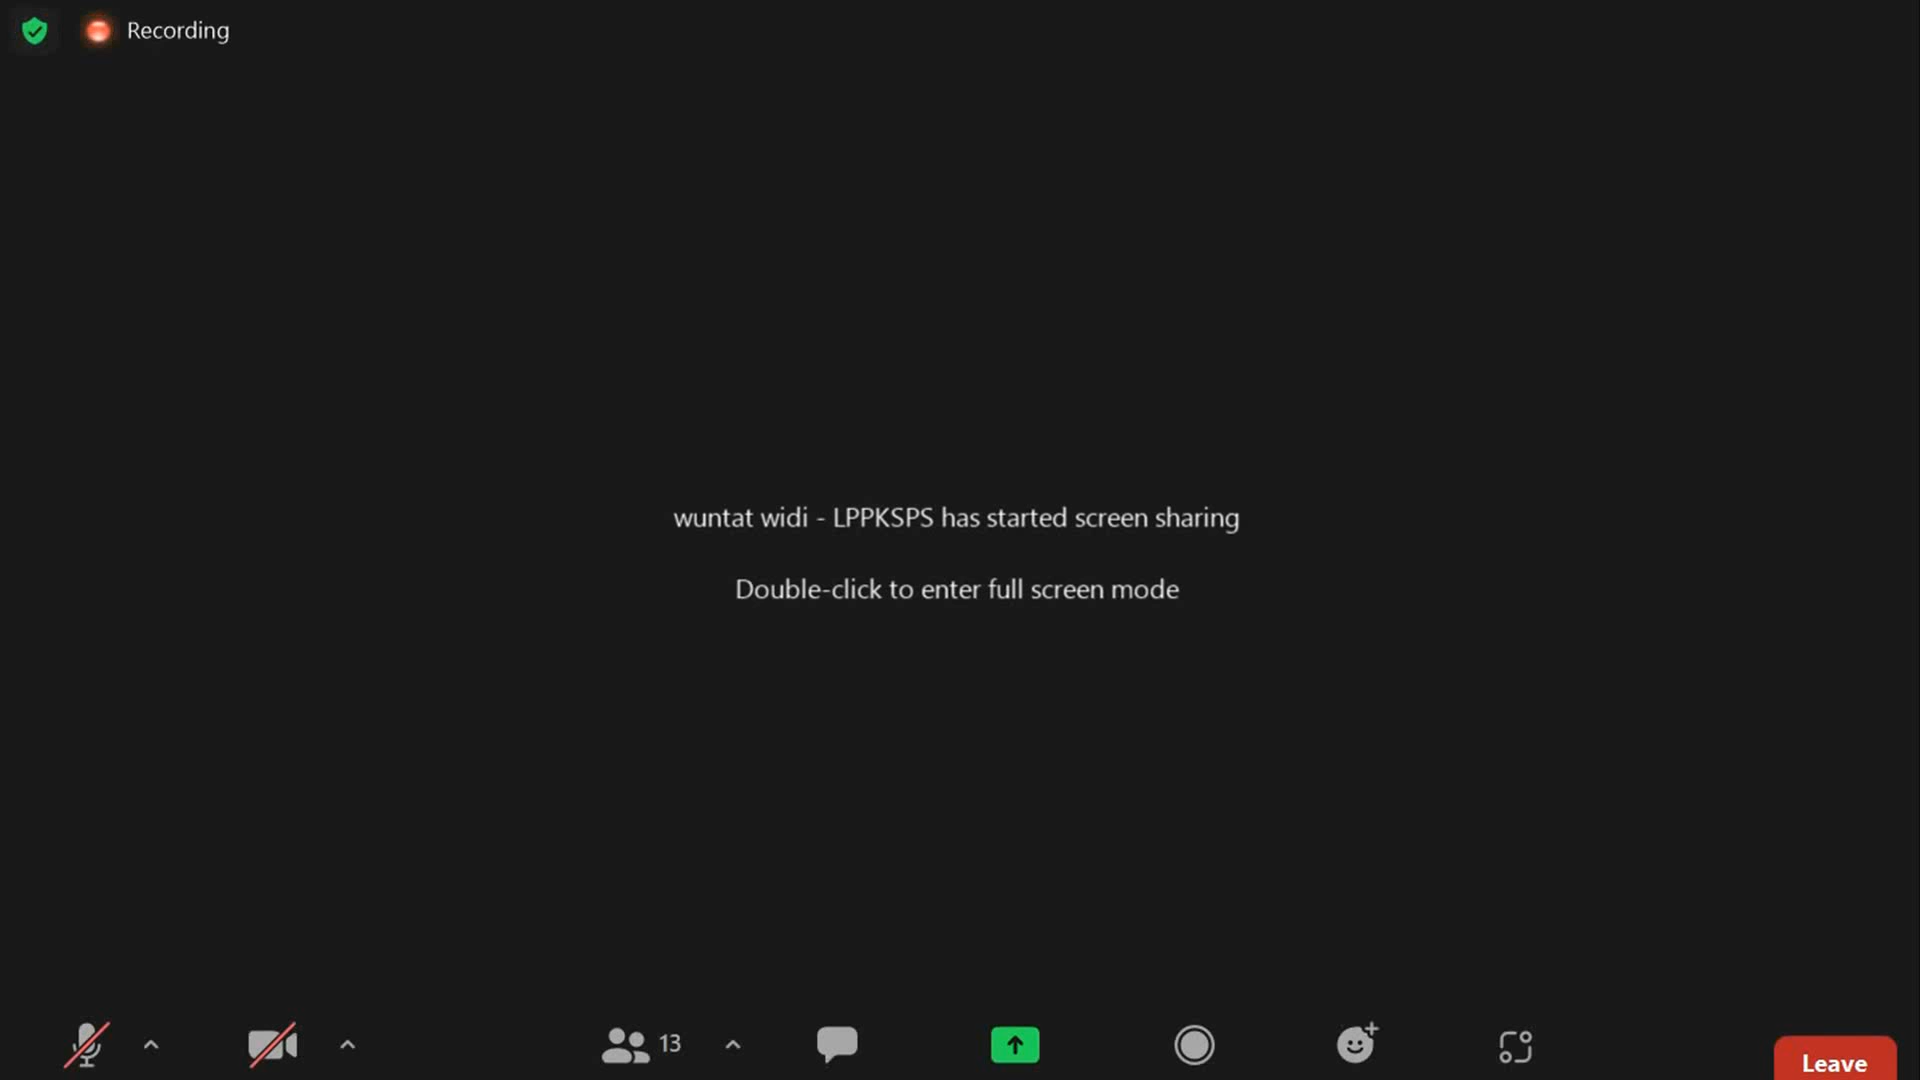 Recording
wuntat widi - LPPKSPS has started screen sharing
Double-click to enter full screen mode
13
Leave